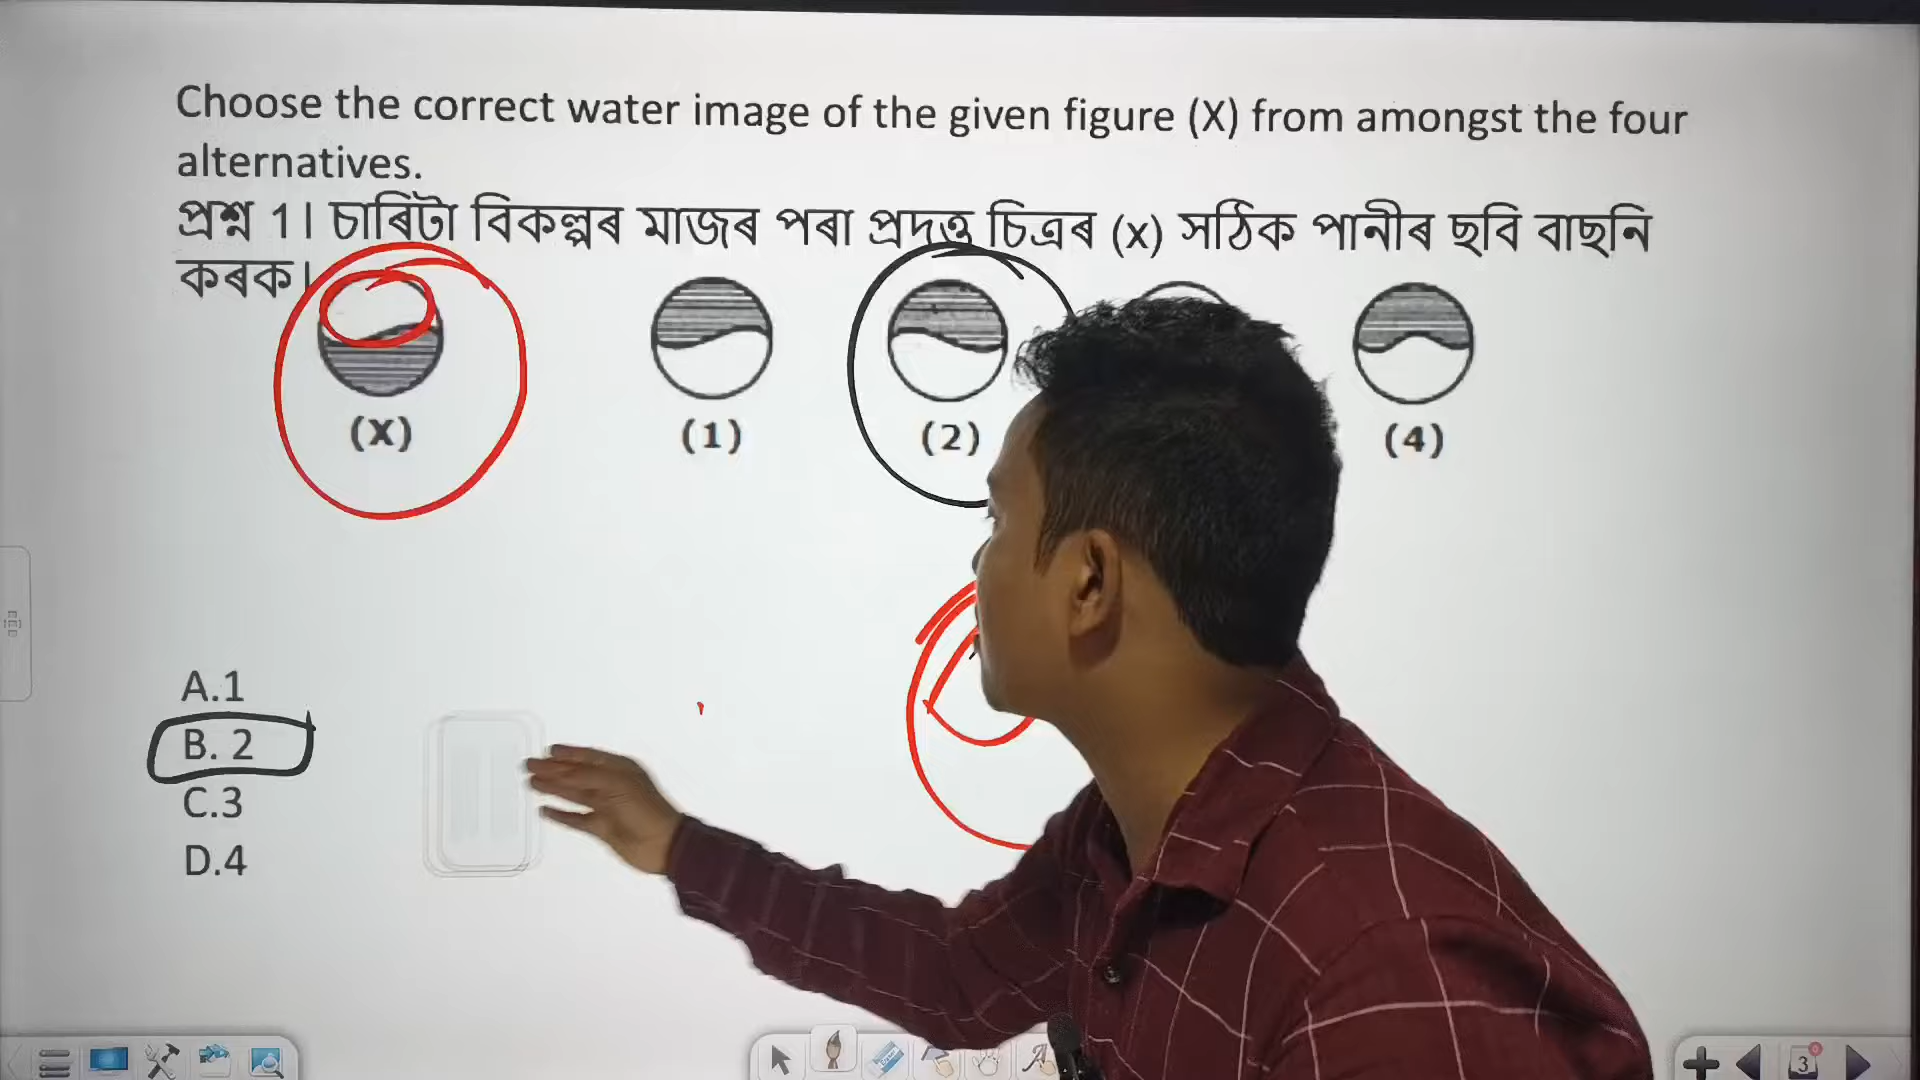 Choose the correct water image of the given figure (X) from amongst the four
alternatives.
প্ৰশ্ন 1। চাৰিটা বিকল্পৰ মাজৰ পৰা প্ৰদত্ত চিত্ৰৰ (x) সঠিক পানীৰ ছবি বাছনি
কৰক।
(X) (1) (2) (4)
A.1
B. 2
C.3
D.4
3